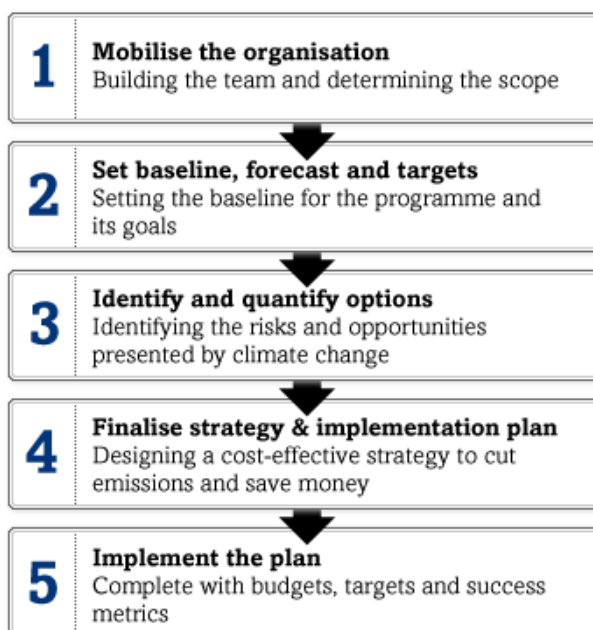 1
Mobilise the organisation
Building the team and determining the scope
2
Set baseline, forecast and targets
Setting the baseline for the programme and
its goals
3
Identify and quantify options
Identifying the risks and opportunities
presented by climate change
4
Finalise strategy & implementation plan
Designing a cost-effective strategy to cut
emissions and save money
5
Implement the plan
Complete with budgets, targets and success
metrics